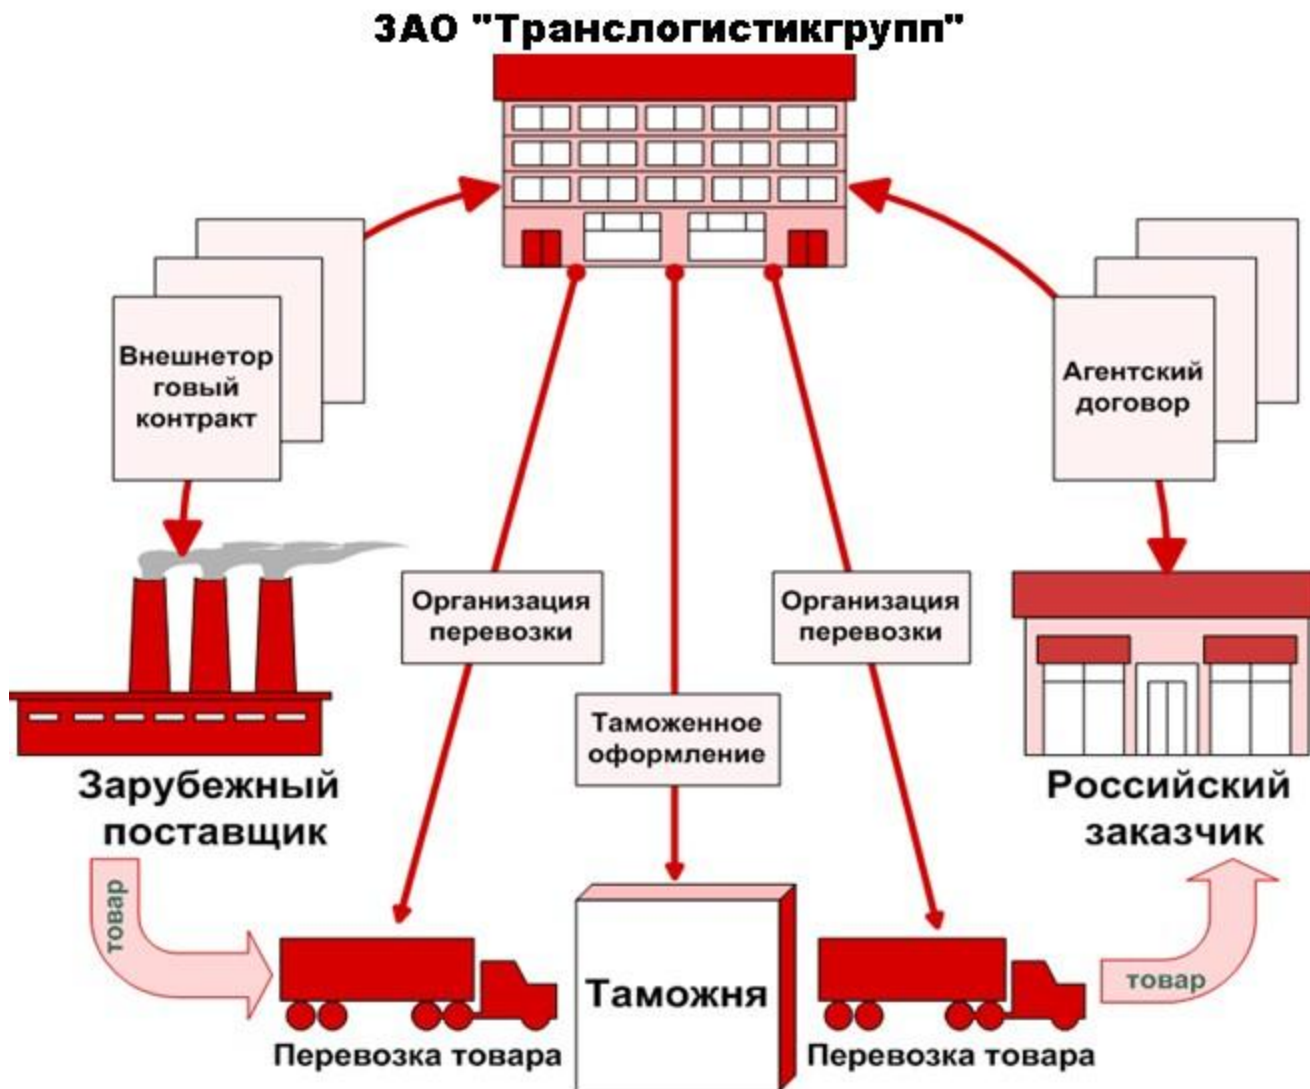 ЗАО "Транслогистикгрупп"
Внешнетор
говый
контракт
Агентский
договор
Организация
перевозки
Организация
перевозки
Таможенное
оформление
Зарубежный
поставщик
Российский
заказчик
товар
товар
Таможня
Перевозка товара
Перевозка товара